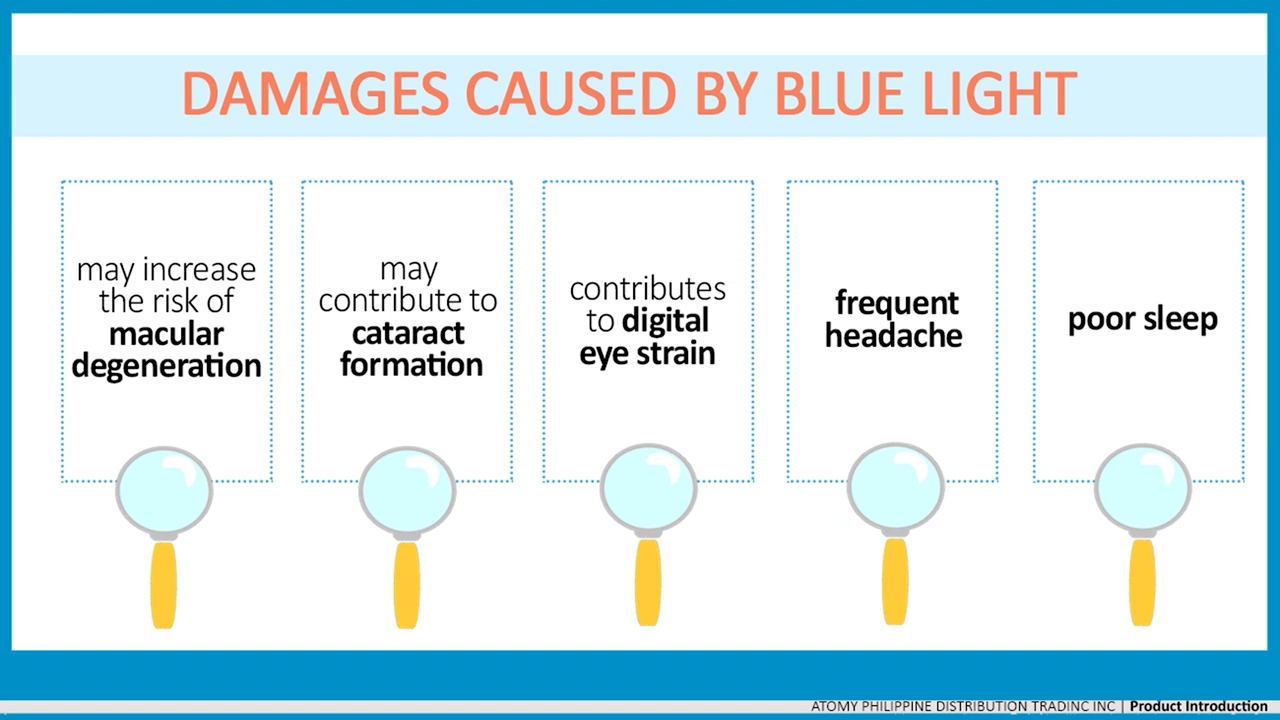 DAMAGES CAUSED BY BLUE LIGHT
may increase
the risk of
macular
degeneration
may
contribute to
cataract
formation
contributes
to digital
eye strain
frequent
headache
poor sleep
ATOMY PHILIPPINE DISTRIBUTION TRADINC INC | Product Introduction